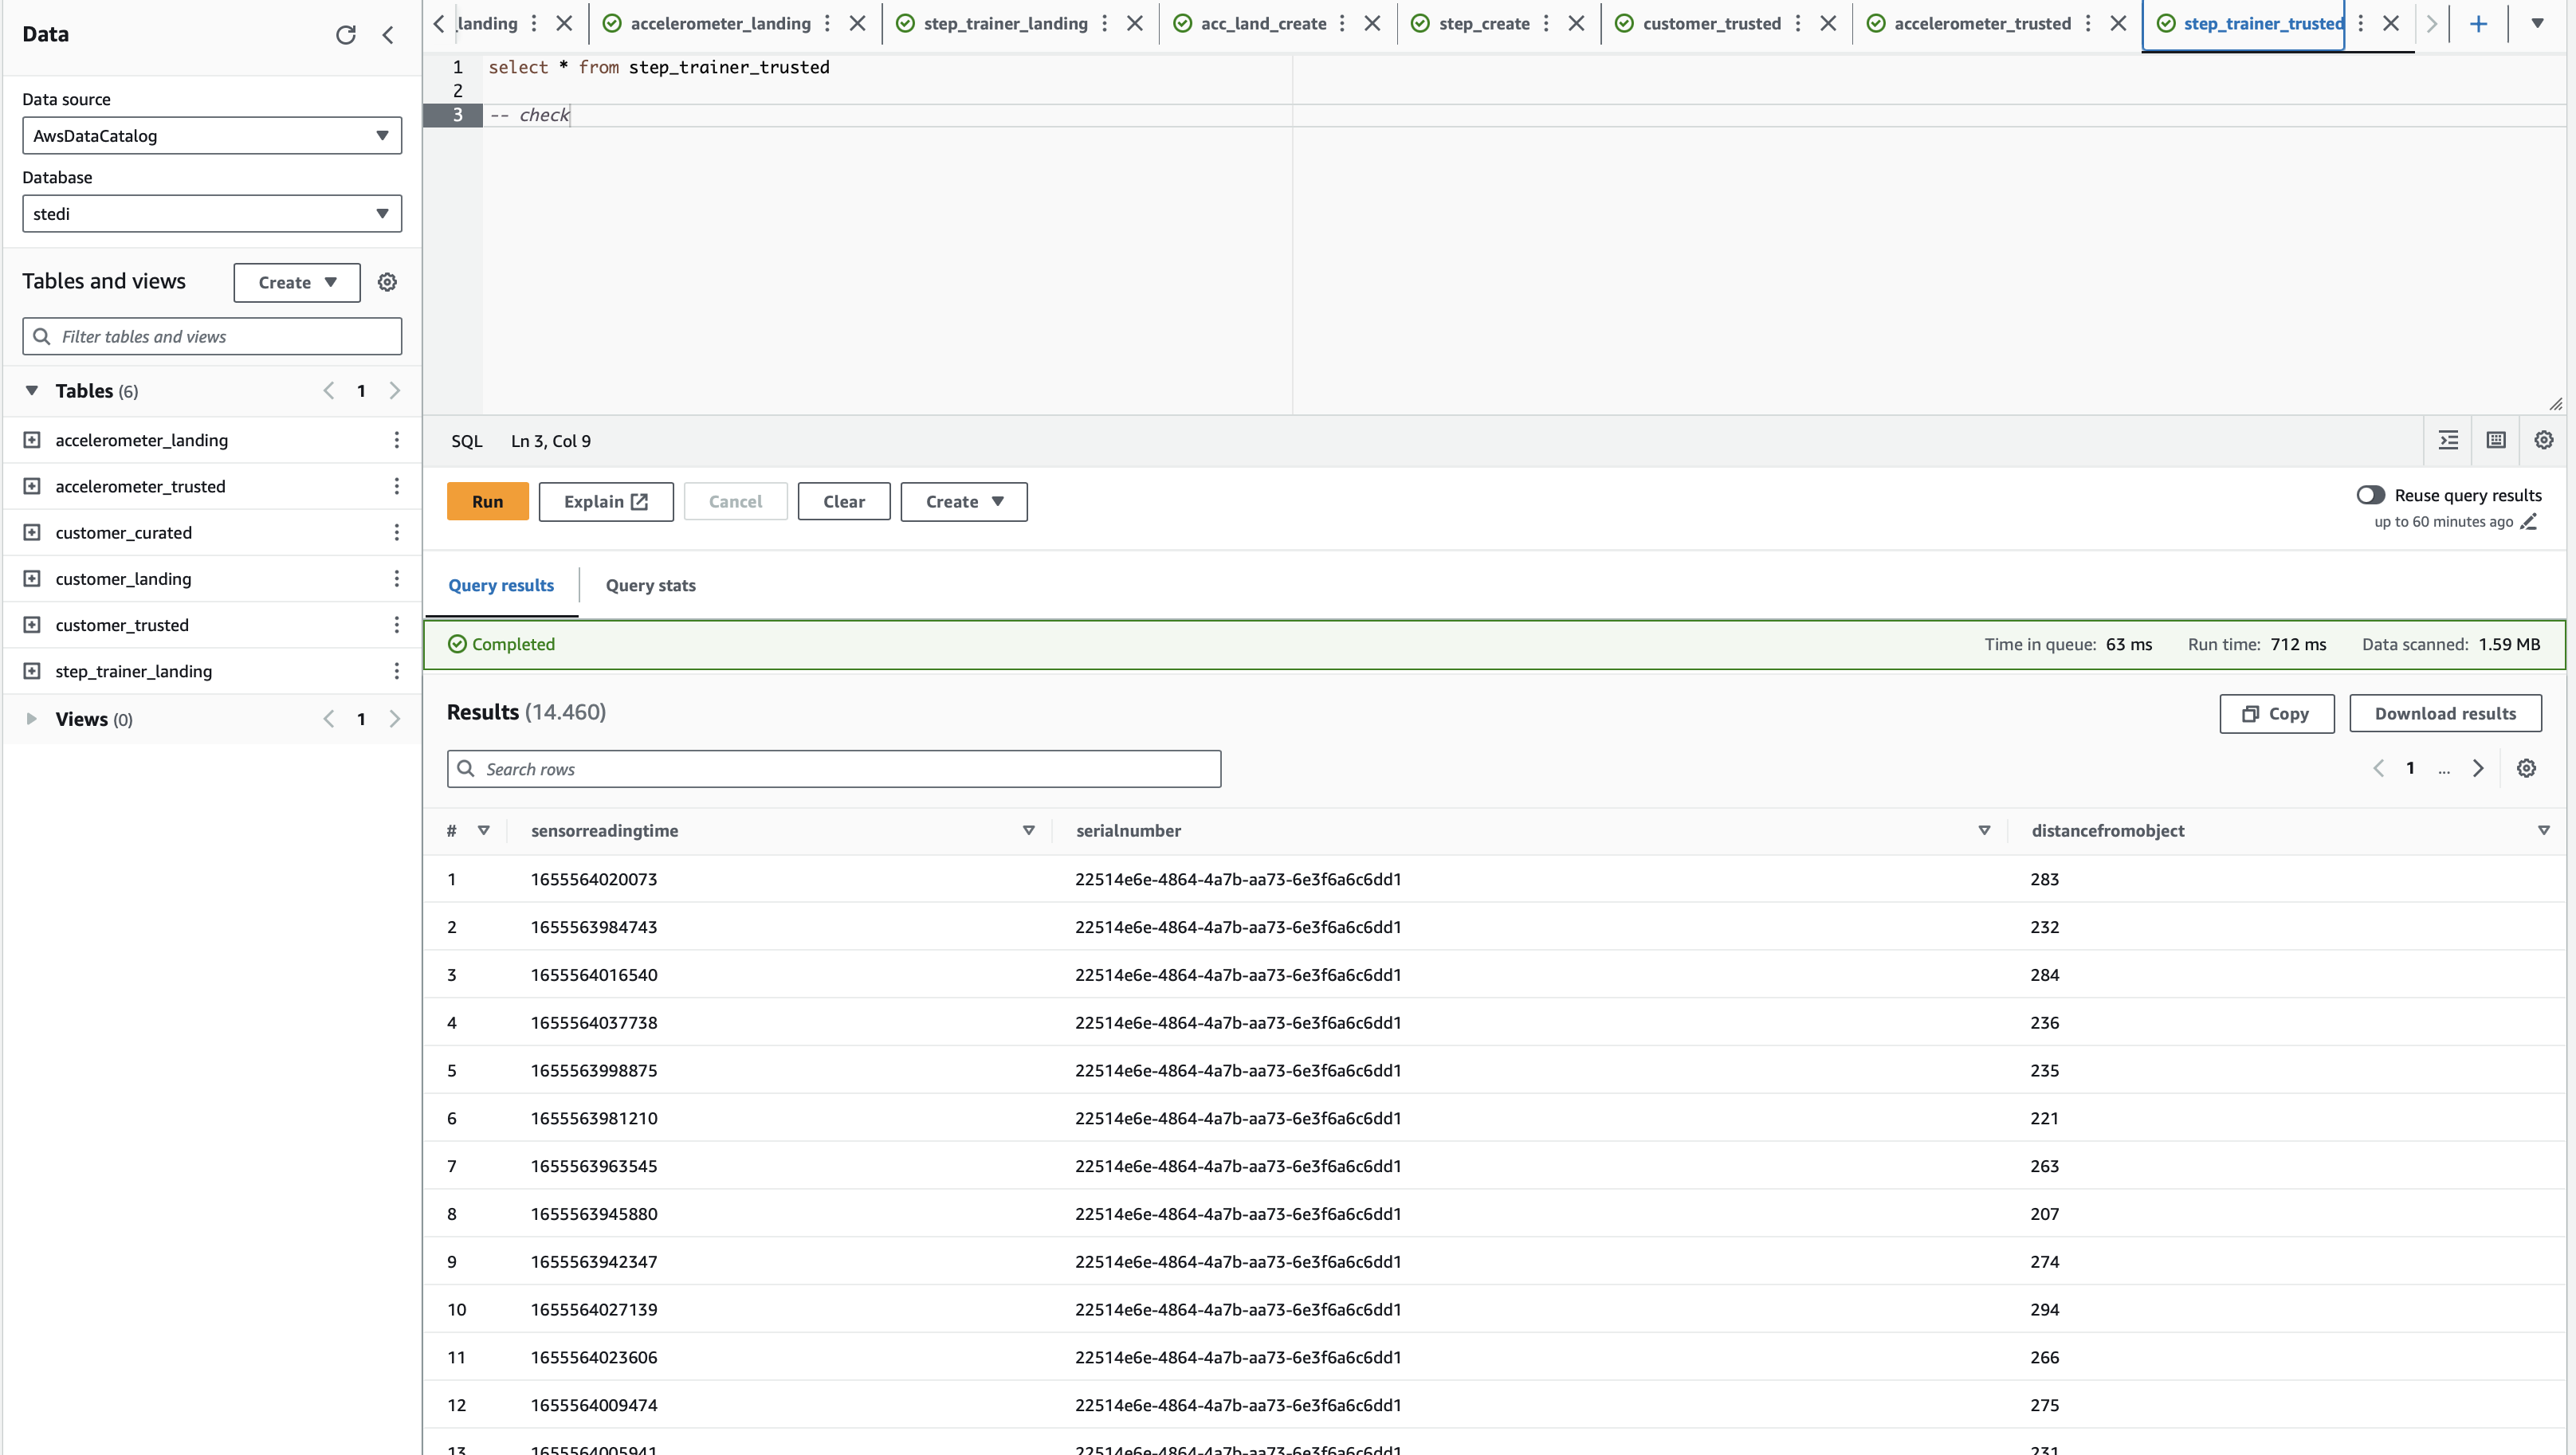 Data
Data source
AwsDataCatalog
Database
stedi
Tables and views
Create
Filter tables and views
Tables (6)
1
accelerometer_landing
accelerometer_trusted
customer_curated
customer_landing
customer_trusted
step_trainer_landing
Views (0)
1
landing
accelerometer_landing
step_trainer_landing
acc_land_create
step_create
customer_trusted
accelerometer_trusted
step_trainer_trusted
1 select * from step_trainer_trusted
2
3 -- check
SQL Ln 3, Col 9
Run Explain Cancel Clear Create
Reuse query results
up to 60 minutes ago
Query results Query stats
Completed Time in queue: 63 ms Run time: 712 ms Data scanned: 1.59 MB
Results (14.460) Copy Download results
Search rows 1 ...
# sensorreadingtime serialnumber distancefromobject
1 1655564020073 22514e6e-4864-4a7b-aa73-6e3f6a6c6dd1 283
2 1655563984743 22514e6e-4864-4a7b-aa73-6e3f6a6c6dd1 232
3 1655564016540 22514e6e-4864-4a7b-aa73-6e3f6a6c6dd1 284
4 1655564037738 22514e6e-4864-4a7b-aa73-6e3f6a6c6dd1 236
5 1655563998875 22514e6e-4864-4a7b-aa73-6e3f6a6c6dd1 235
6 1655563981210 22514e6e-4864-4a7b-aa73-6e3f6a6c6dd1 221
7 1655563963545 22514e6e-4864-4a7b-aa73-6e3f6a6c6dd1 263
8 1655563945880 22514e6e-4864-4a7b-aa73-6e3f6a6c6dd1 207
9 1655563942347 22514e6e-4864-4a7b-aa73-6e3f6a6c6dd1 274
10 1655564027139 22514e6e-4864-4a7b-aa73-6e3f6a6c6dd1 294
11 1655564023606 22514e6e-4864-4a7b-aa73-6e3f6a6c6dd1 266
12 1655564009474 22514e6e-4864-4a7b-aa73-6e3f6a6c6dd1 275
13 1655564005941 22514e6e-4864-4a7b-aa73-6e3f6a6c6dd1 231